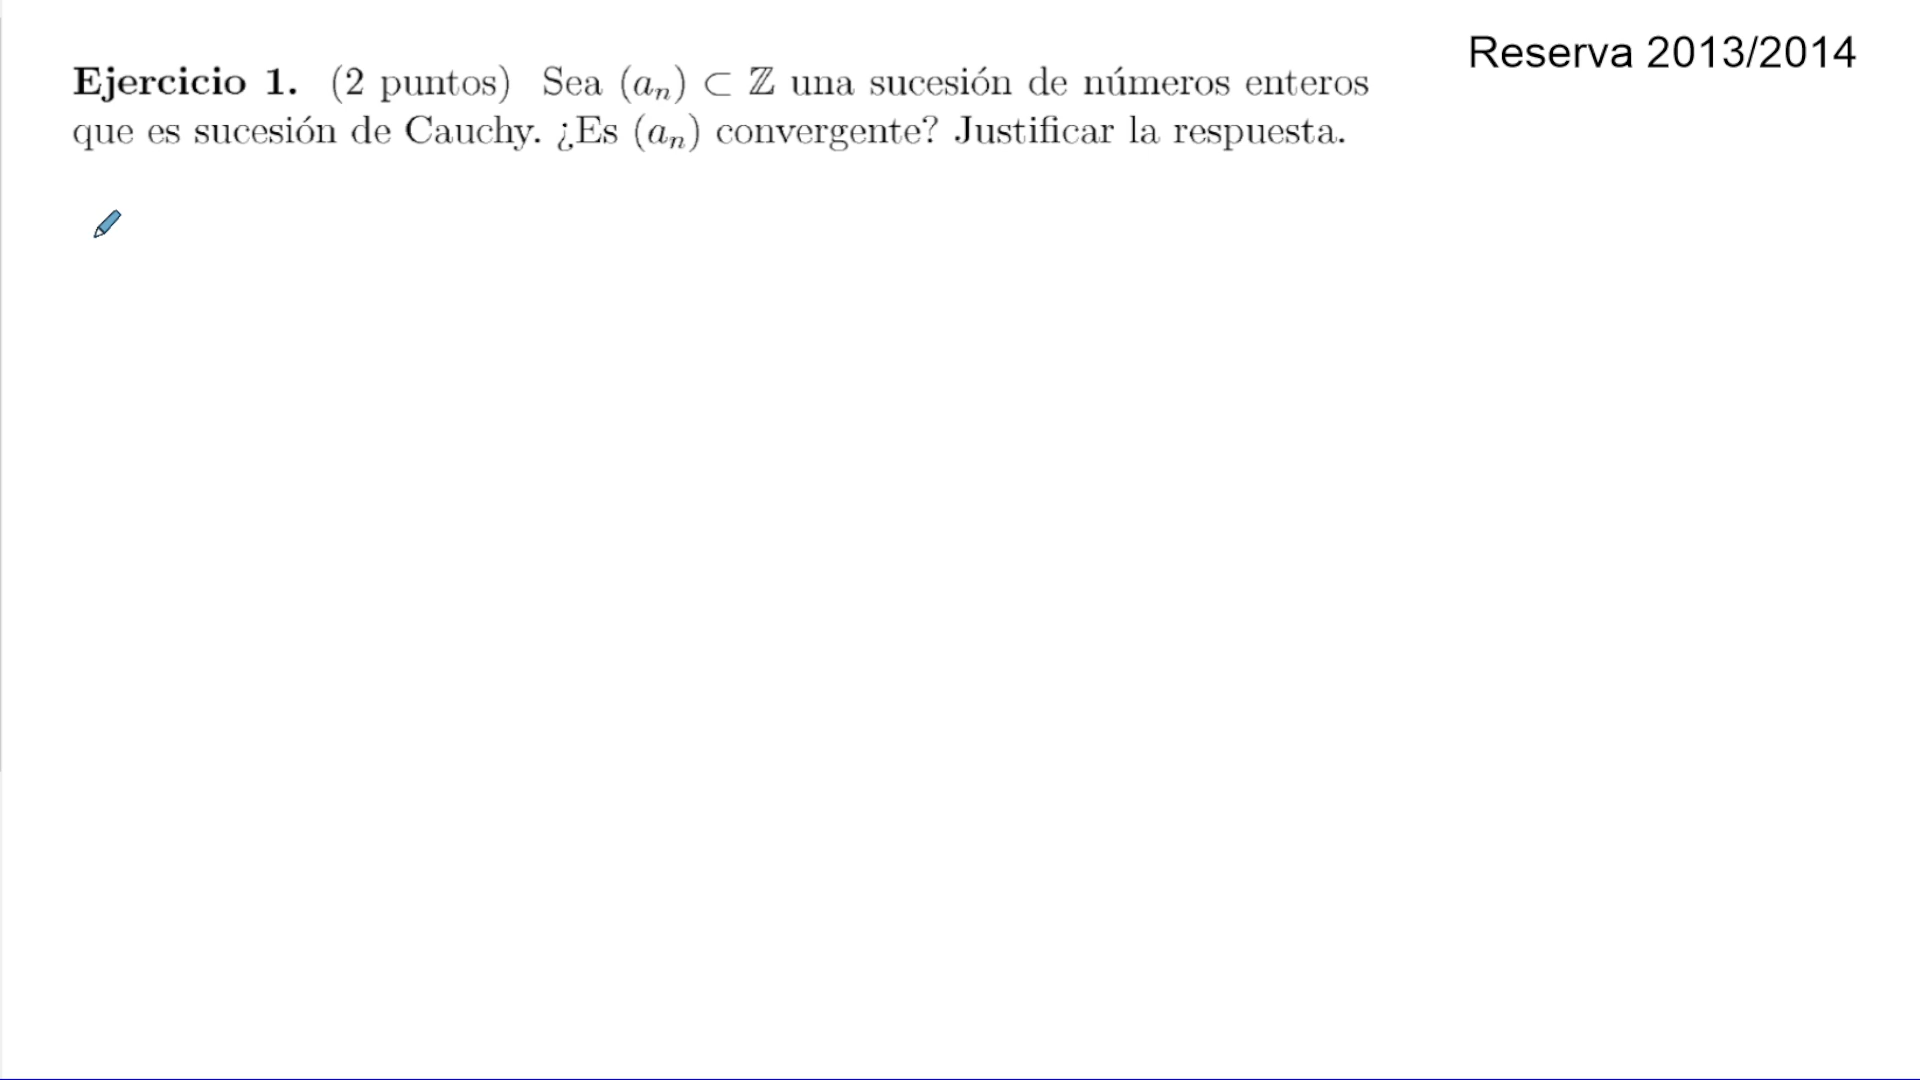 Reserva 2013/2014
Ejercicio 1. (2 puntos) Sea (aₙ) ⊂ ℤ una sucesión de números enteros
que es sucesión de Cauchy. ¿Es (aₙ) convergente? Justificar la respuesta.